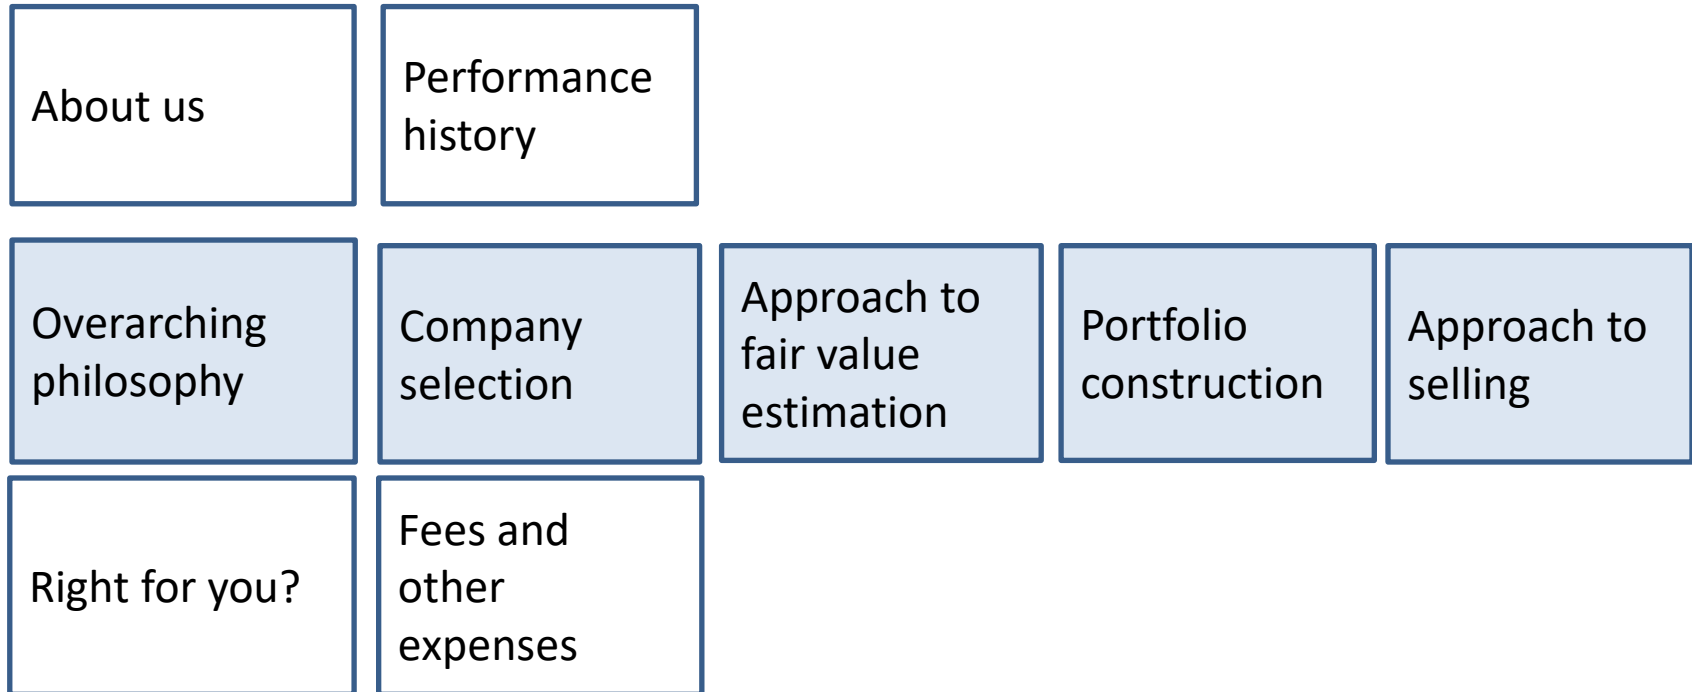 About us
Performance
history
Overarching
philosophy
Company
selection
Approach to
fair value
estimation
Portfolio
construction
Approach to
selling
Right for you?
Fees and
other
expenses